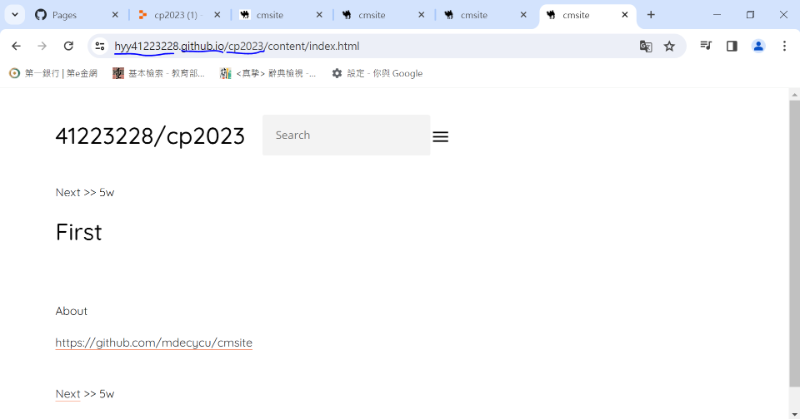 Pages
cp2023 (1) -
cmsite
cmsite
cmsite
cmsite
hyy41223228.github.io/cp2023/content/index.html
第一銀行 | 第e金網
基本檢索 - 教育部...
<真摯> 辭典檢視 -...
設定 - 你與 Google
41223228/cp2023
Search
Next >> 5w
First
About
https://github.com/mdecycu/cmsite
Next >> 5w